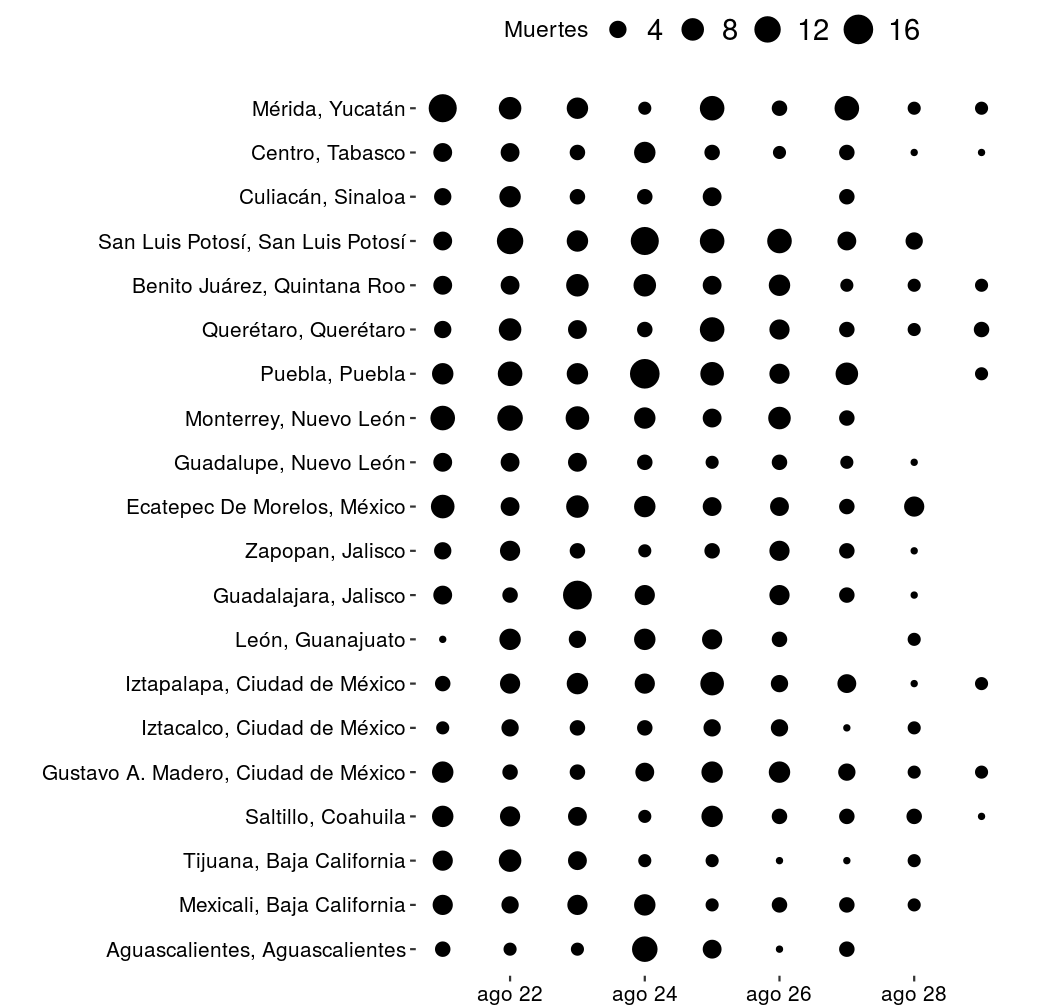 Muertes 4 8 12 16
Mérida, Yucatán
Centro, Tabasco
Culiacán, Sinaloa
San Luis Potosí, San Luis Potosí
Benito Juárez, Quintana Roo
Querétaro, Querétaro
Puebla, Puebla
Monterrey, Nuevo León
Guadalupe, Nuevo León
Ecatepec De Morelos, México
Zapopan, Jalisco
Guadalajara, Jalisco
León, Guanajuato
Iztapalapa, Ciudad de México
Iztacalco, Ciudad de México
Gustavo A. Madero, Ciudad de México
Saltillo, Coahuila
Tijuana, Baja California
Mexicali, Baja California
Aguascalientes, Aguascalientes
ago 22 ago 24 ago 26 ago 28